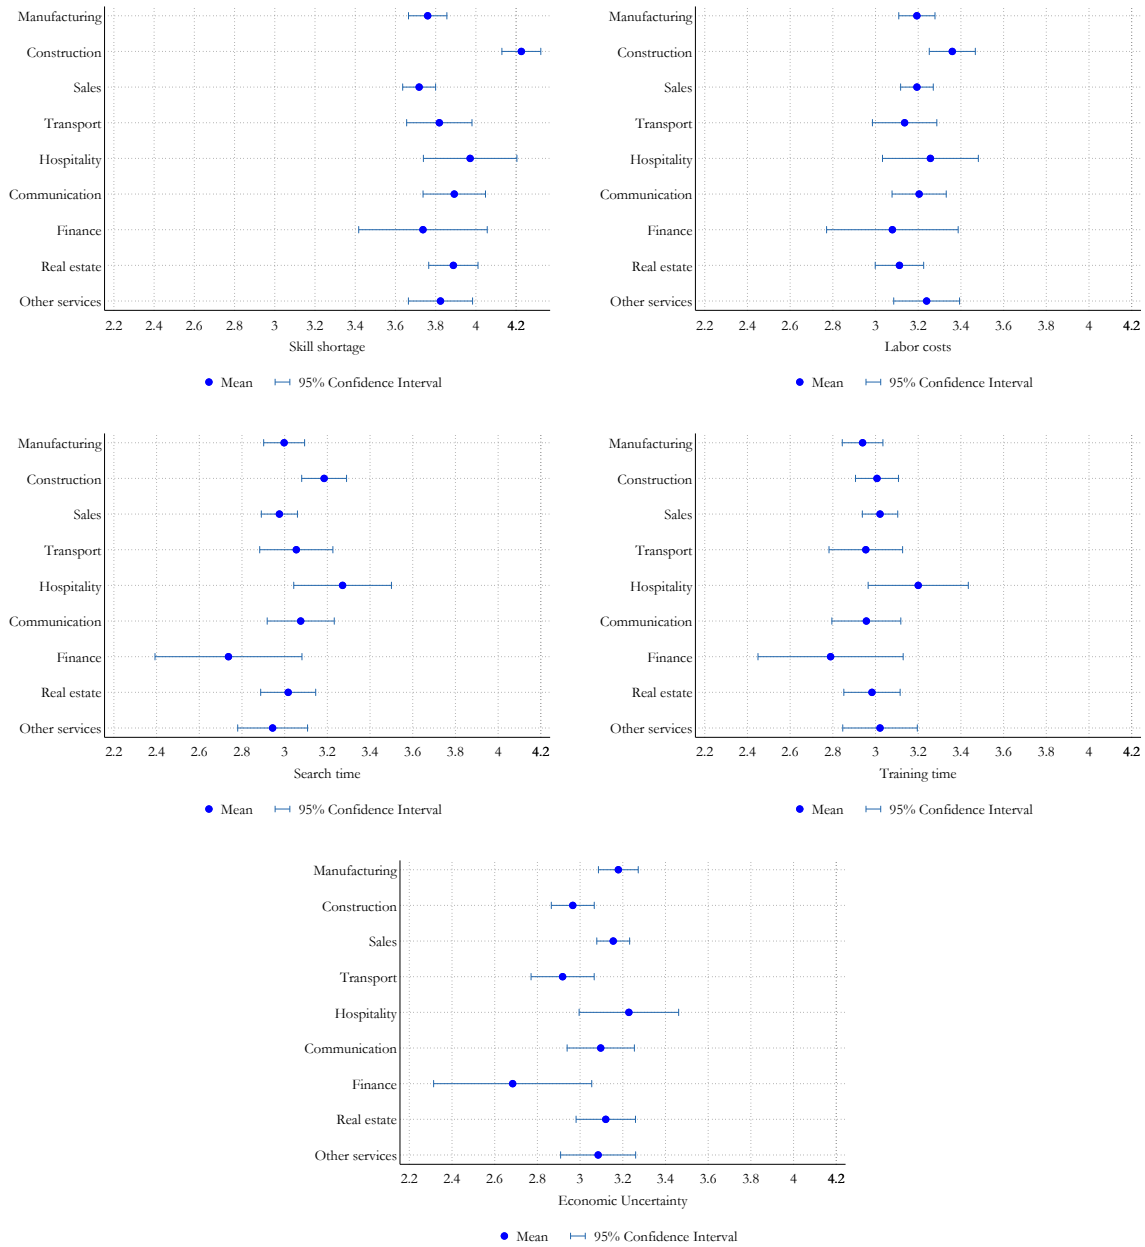 Manufacturing
Construction
Sales
Transport
Hospitality
Communication
Finance
Real estate
Other services
2.2 2.4 2.6 2.8 3 3.2 3.4 3.6 3.8 4 4.2
Skill shortage
Mean 95% Confidence Interval
Manufacturing
Construction
Sales
Transport
Hospitality
Communication
Finance
Real estate
Other services
2.2 2.4 2.6 2.8 3 3.2 3.4 3.6 3.8 4 4.2
Labor costs
Mean 95% Confidence Interval
Manufacturing
Construction
Sales
Transport
Hospitality
Communication
Finance
Real estate
Other services
2.2 2.4 2.6 2.8 3 3.2 3.4 3.6 3.8 4 4.2
Search time
Mean 95% Confidence Interval
Manufacturing
Construction
Sales
Transport
Hospitality
Communication
Finance
Real estate
Other services
2.2 2.4 2.6 2.8 3 3.2 3.4 3.6 3.8 4 4.2
Training time
Mean 95% Confidence Interval
Manufacturing
Construction
Sales
Transport
Hospitality
Communication
Finance
Real estate
Other services
2.2 2.4 2.6 2.8 3 3.2 3.4 3.6 3.8 4 4.2
Economic Uncertainty
Mean 95% Confidence Interval